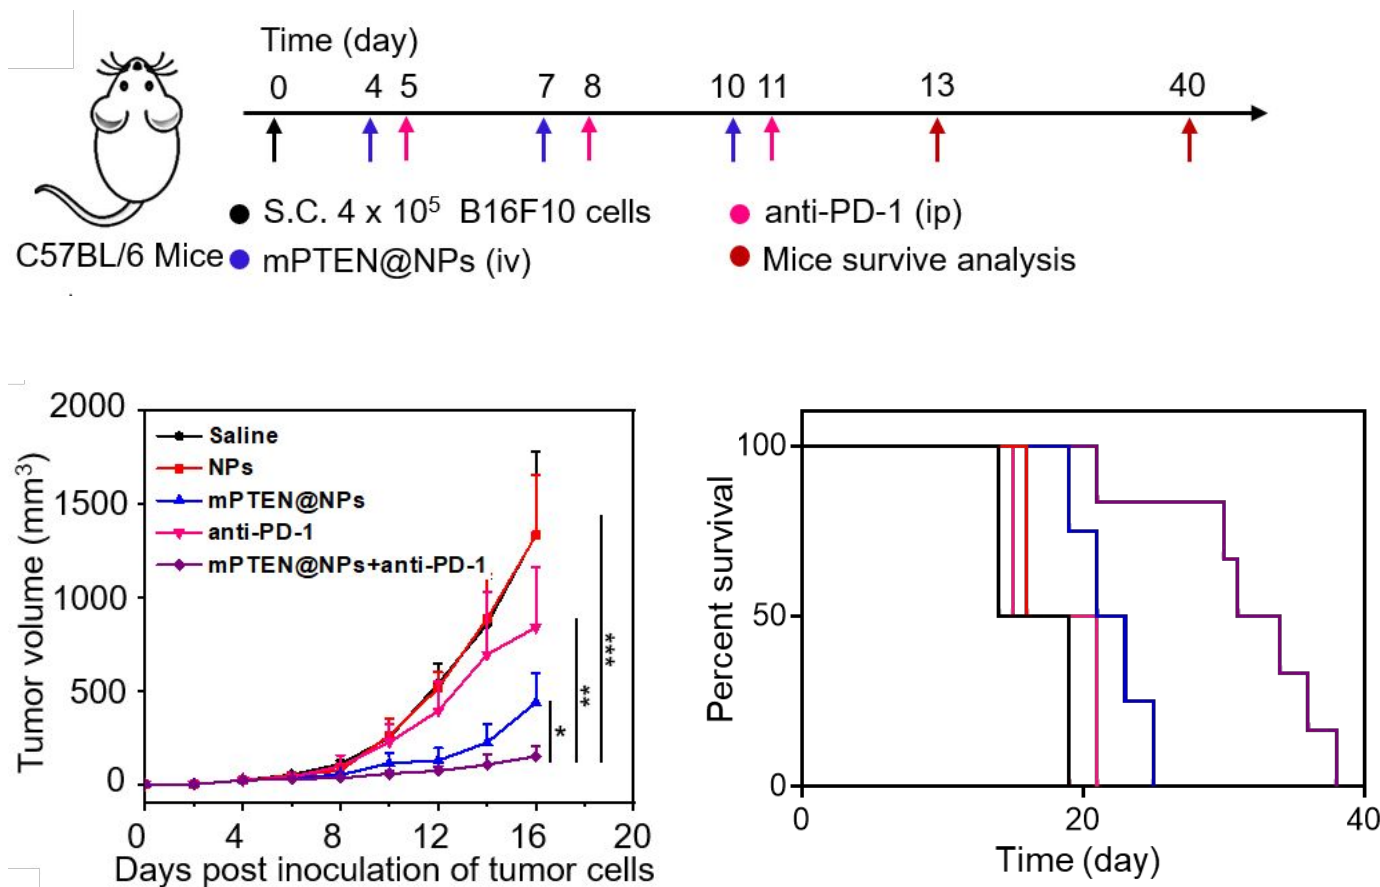 Time (day)
0 4 5 7 8 10 11 13 40
S.C. 4 x 10⁵ B16F10 cells
anti-PD-1 (ip)
C57BL/6 Mice
mPTEN@NPs (iv)
Mice survive analysis
2000
1500
1000
500
0
Tumor volume (mm³)
Saline
NPs
mPTEN@NPs
anti-PD-1
mPTEN@NPs+anti-PD-1
*
**
***
0 4 8 12 16 20
Days post inoculation of tumor cells
100
50
0
Percent survival
0 20 40
Time (day)